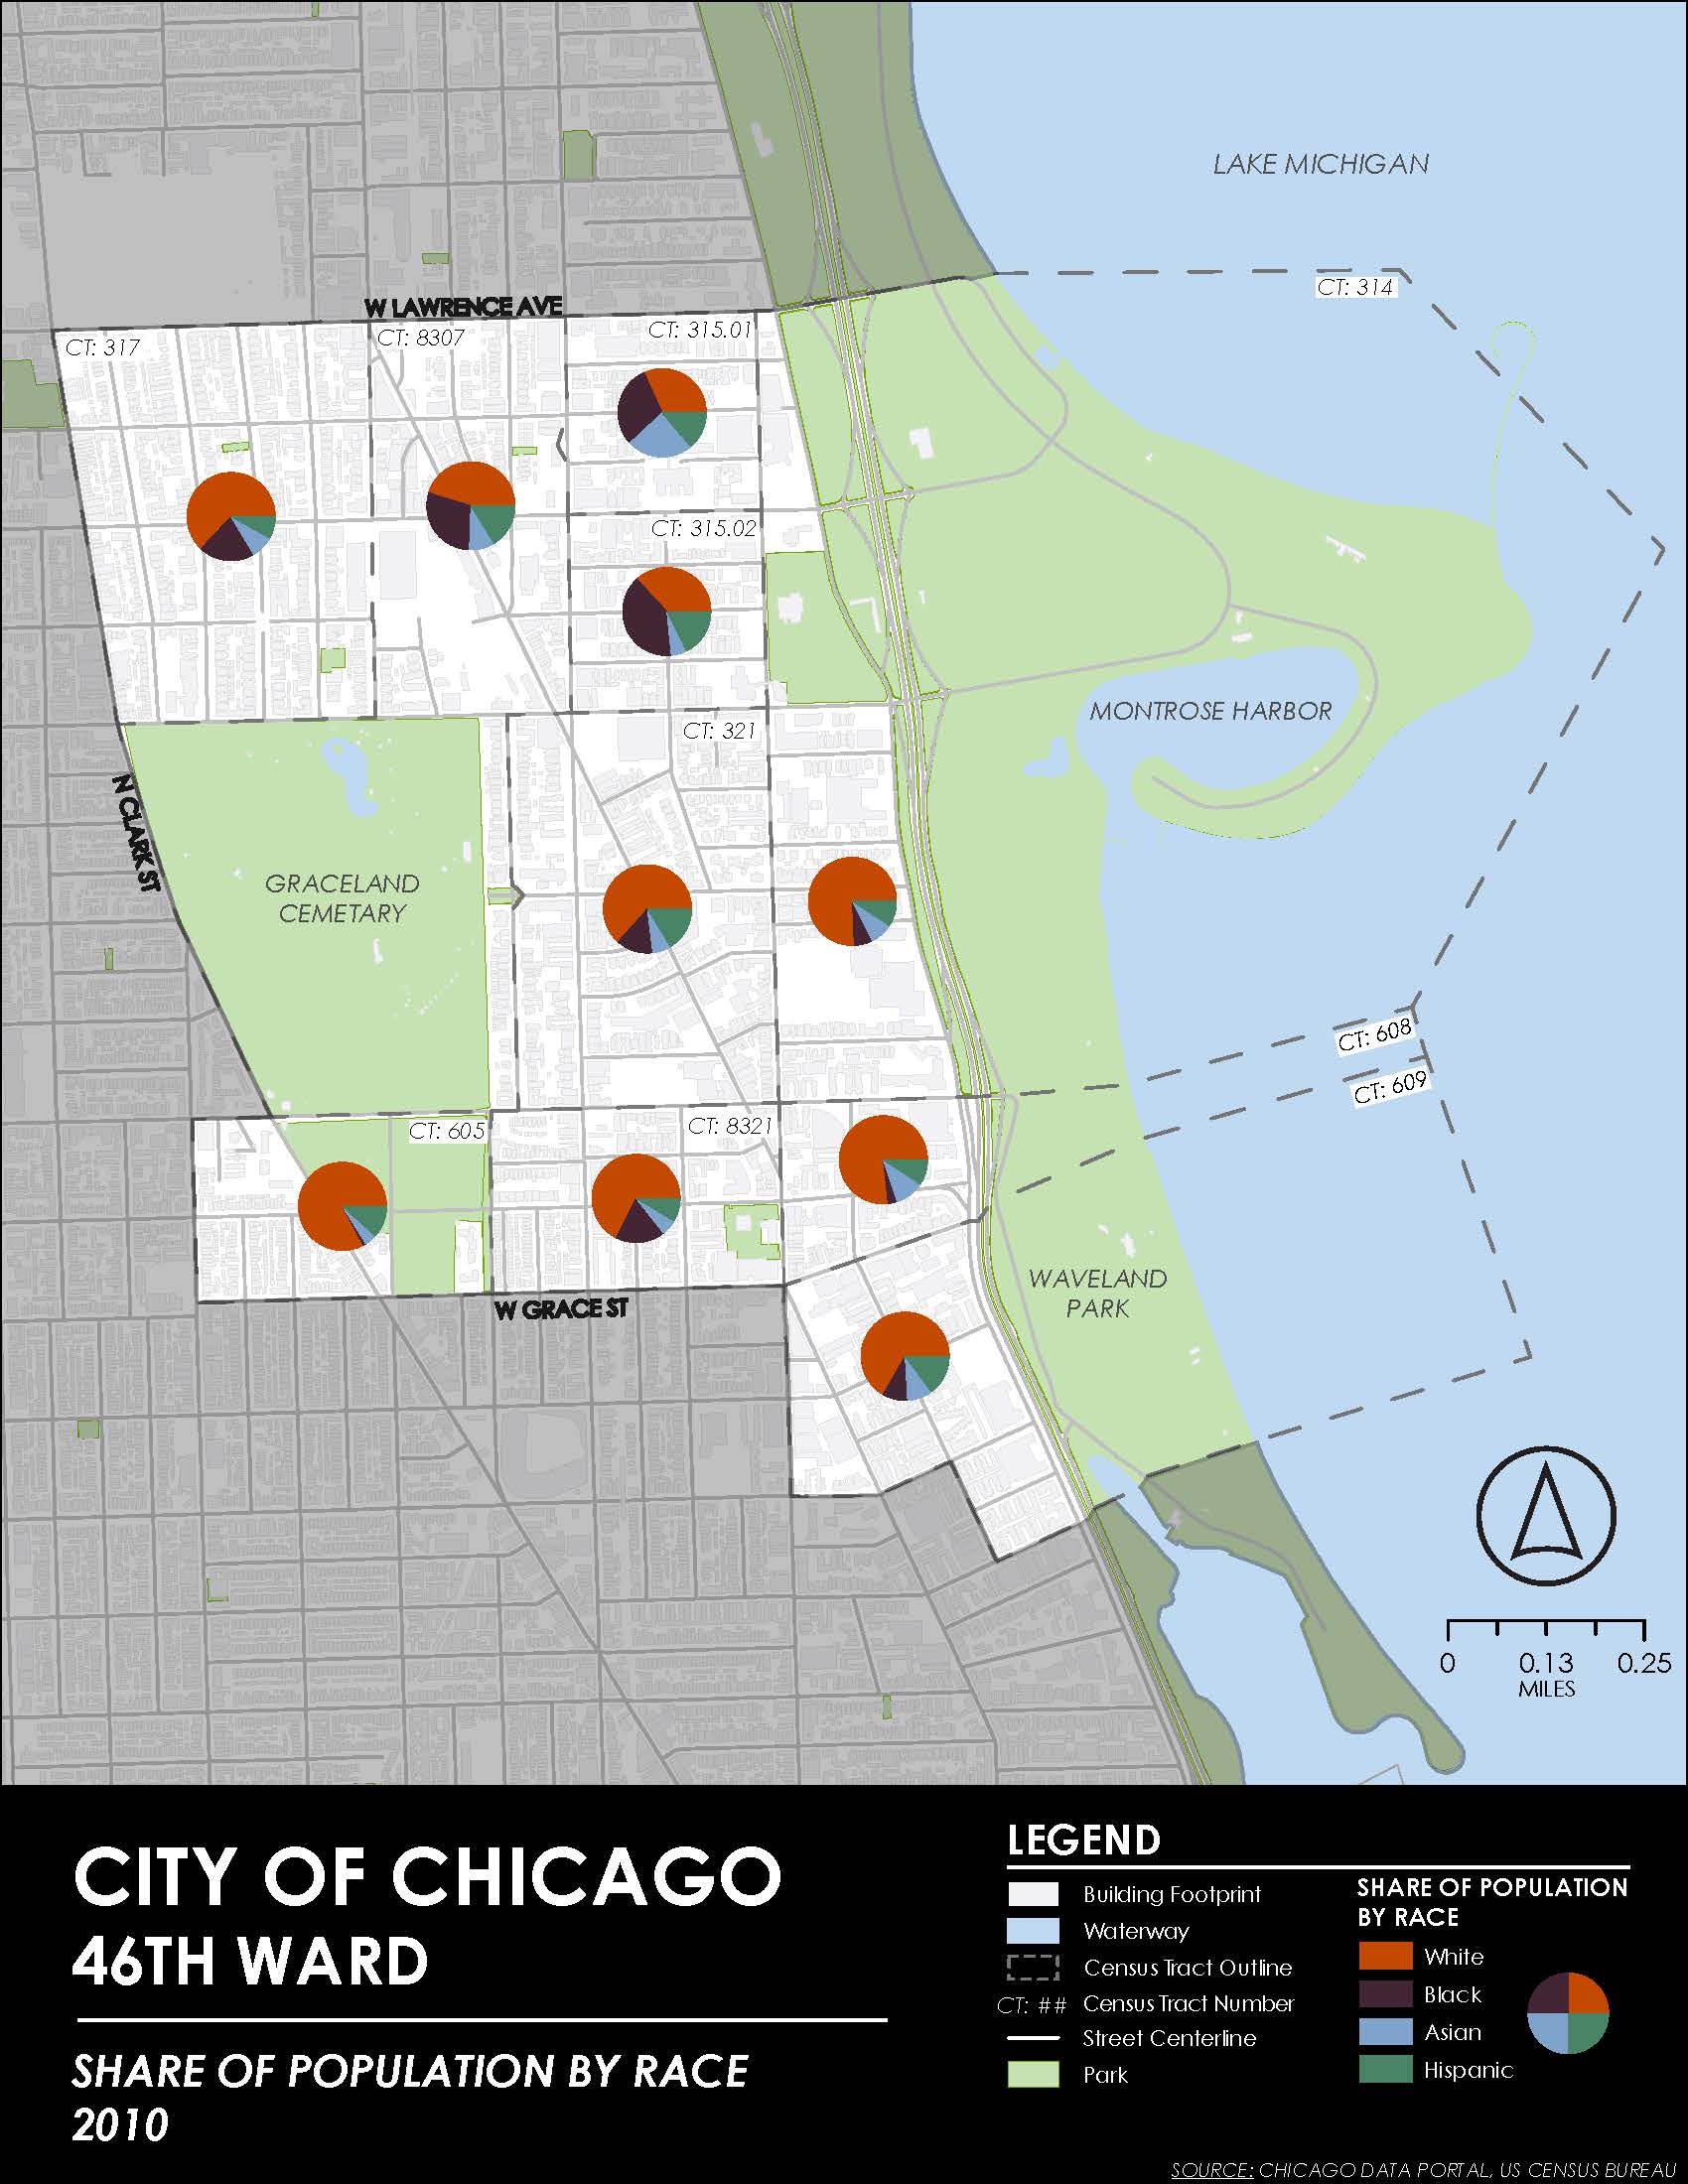 LAKE MICHIGAN
CT: 314
W LAWRENCE AVE
CT: 317
CT: 8307
CT: 315.01
CT: 315.02
MONTROSE HARBOR
CT: 321
N CLARK ST
GRACELAND
CEMETARY
CT: 608
CT: 609
CT: 605
CT: 8321
W GRACE ST
WAVELAND
PARK
0 0.13 0.25
MILES
CITY OF CHICAGO
46TH WARD
SHARE OF POPULATION BY RACE
2010
LEGEND
Building Footprint
Waterway
Census Tract Outline
CT: ## Census Tract Number
Street Centerline
Park
SHARE OF POPULATION
BY RACE
White
Black
Asian
Hispanic
SOURCE: CHICAGO DATA PORTAL, US CENSUS BUREAU